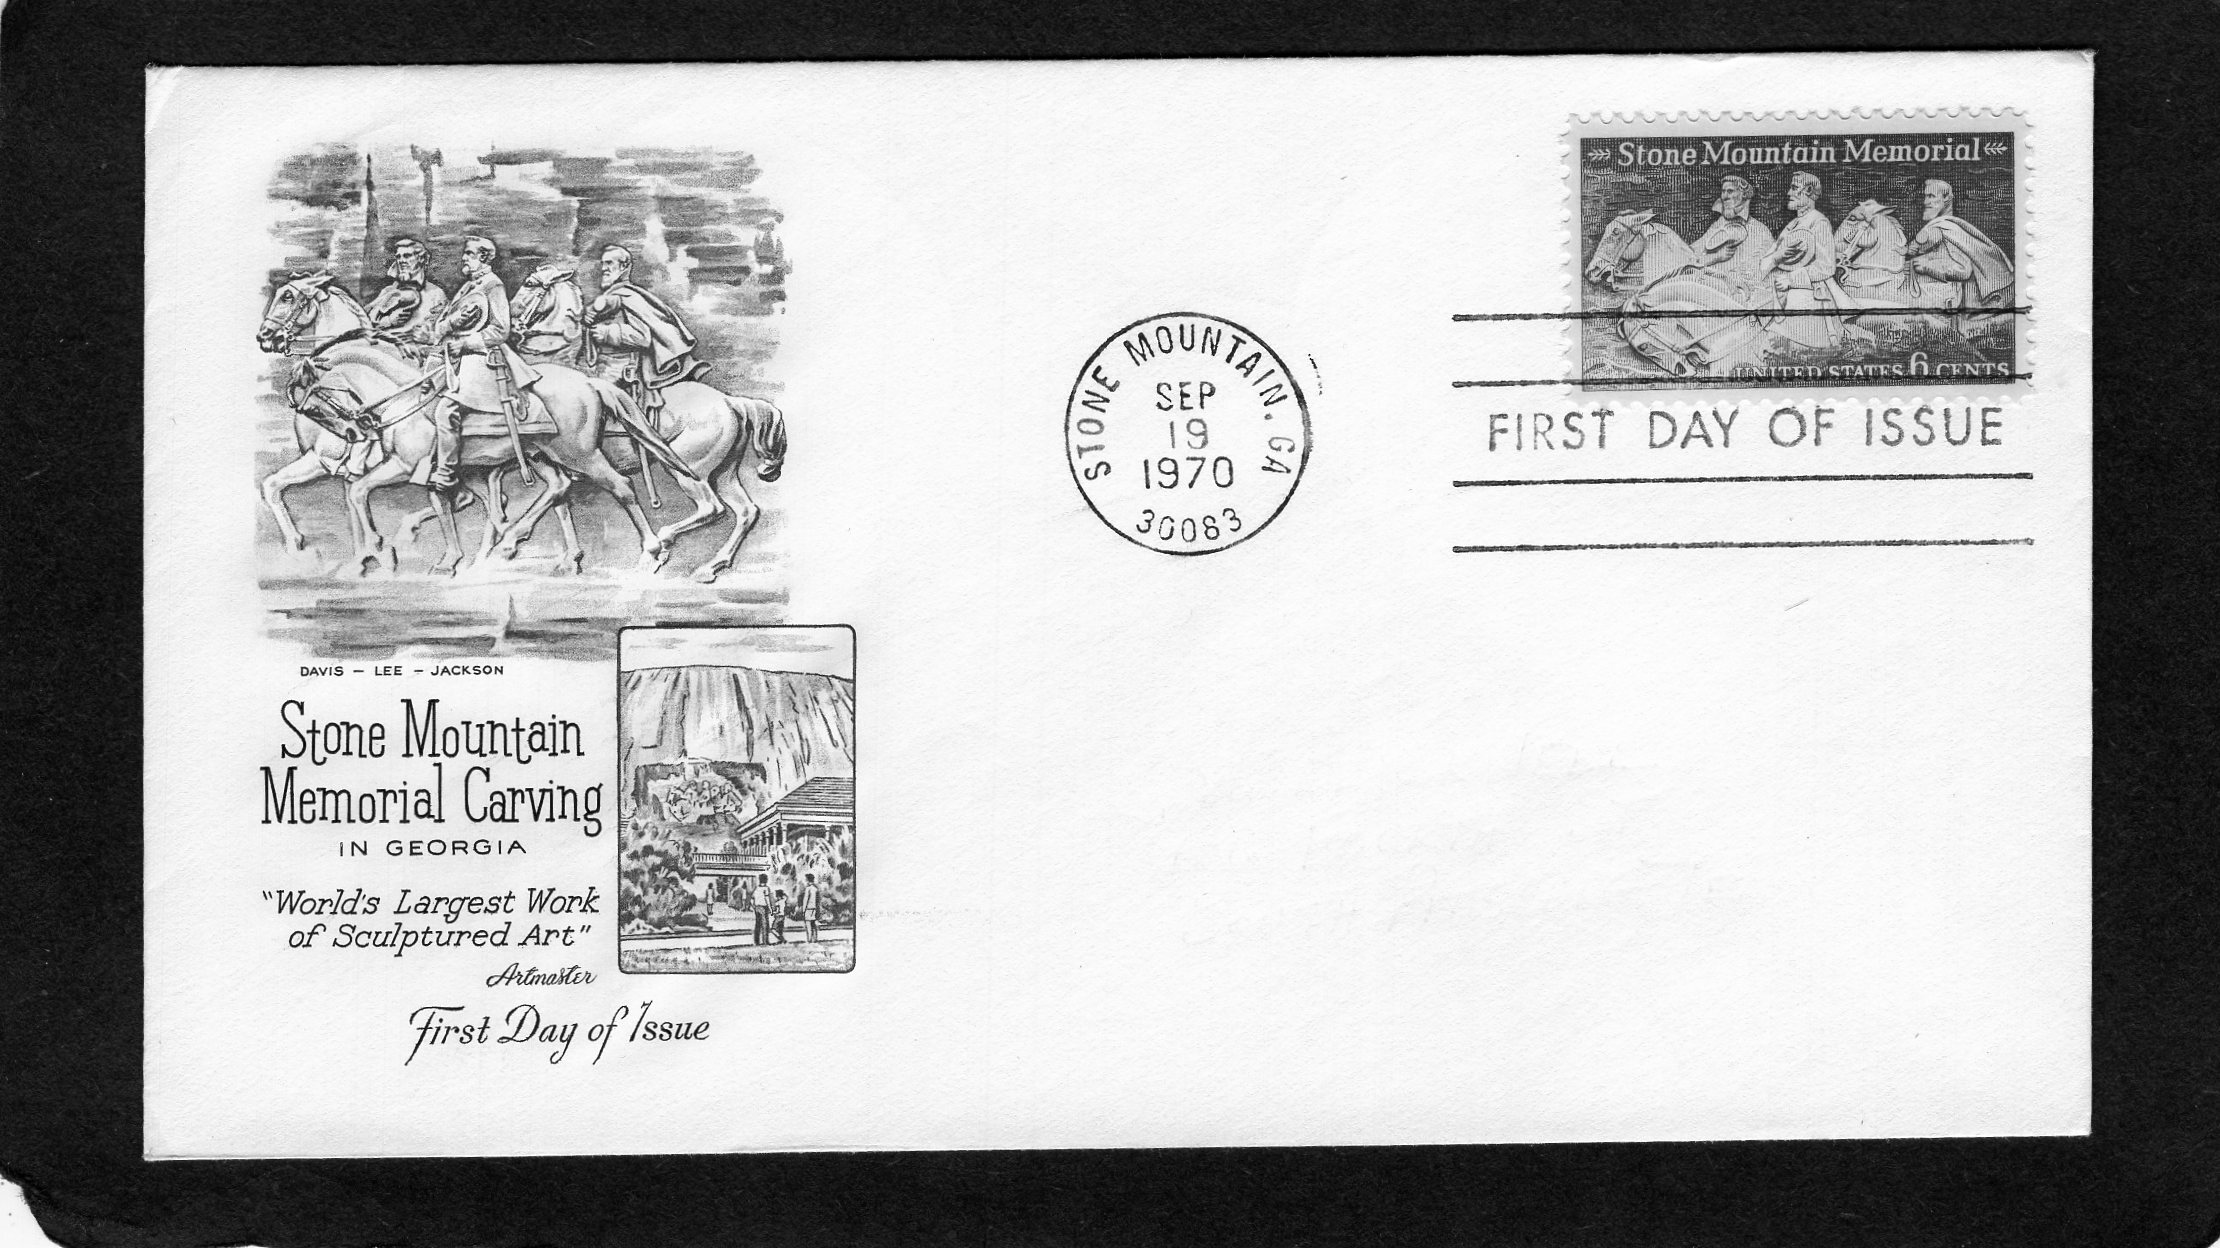 Stone Mountain Memorial
UNITED STATES 6 CENTS
STONE MOUNTAIN. GA
SEP
19
1970
30083
FIRST DAY OF ISSUE
DAVIS – LEE – JACKSON
Stone Mountain
Memorial Carving
IN GEORGIA
"World's Largest Work
of Sculptured Art"
Artmaster
First Day of Issue